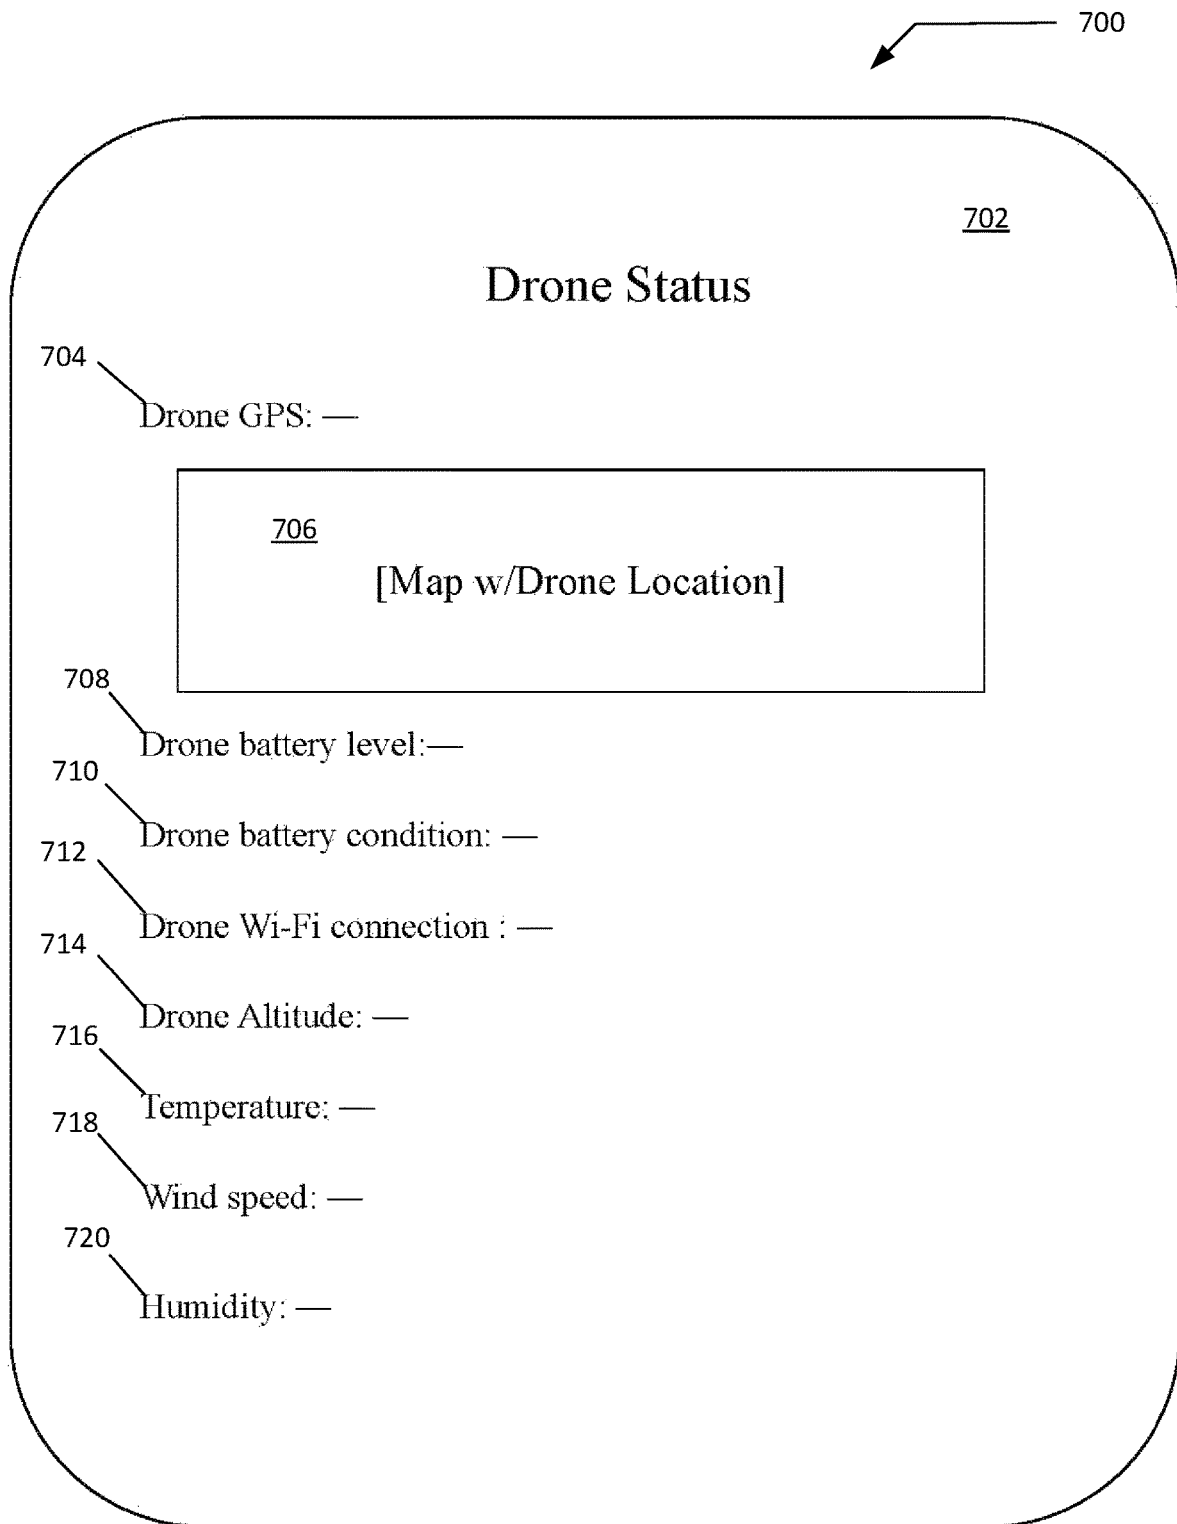 700
702
Drone Status
704
Drone GPS: —
706
[Map w/Drone Location]
708
Drone battery level:—
710
Drone battery condition: —
712
Drone Wi-Fi connection : —
714
Drone Altitude: —
716
Temperature: —
718
Wind speed: —
720
Humidity: —